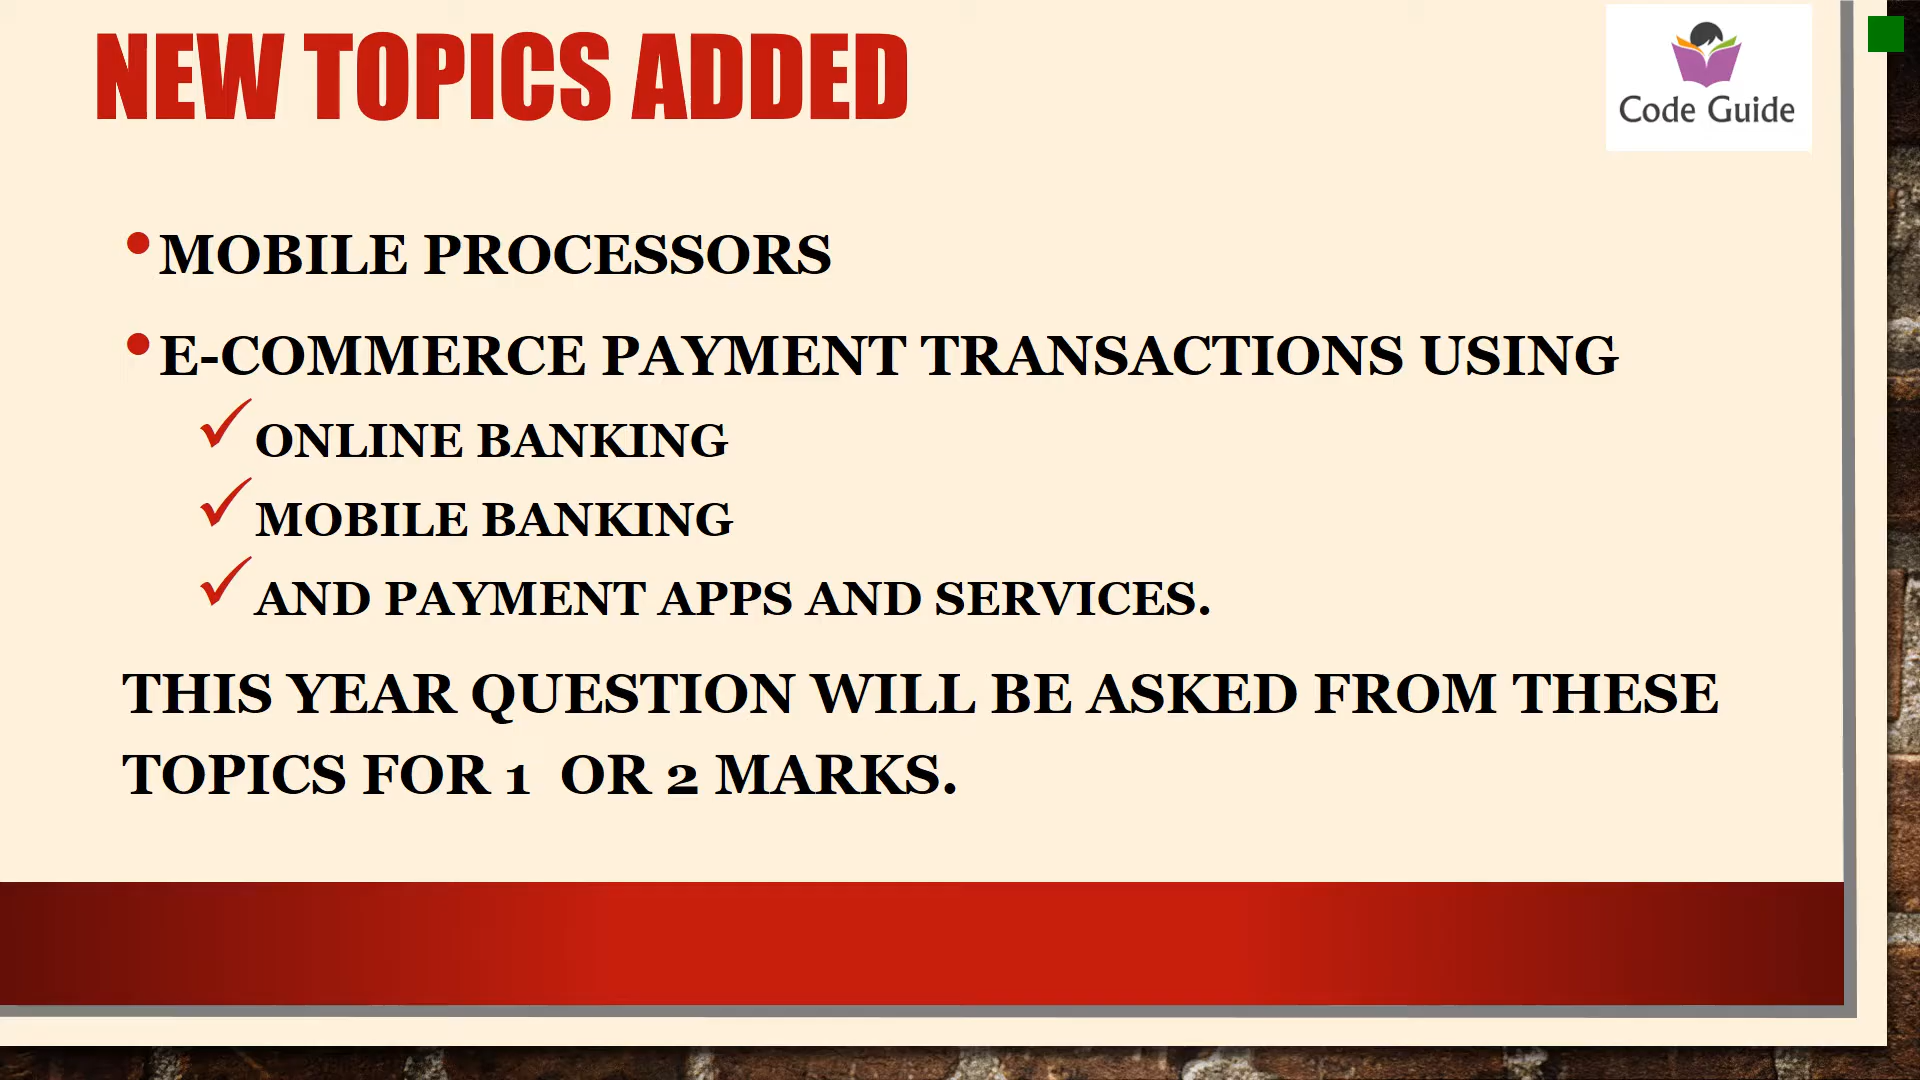 NEW TOPICS ADDED
Code Guide
•MOBILE PROCESSORS
•E-COMMERCE PAYMENT TRANSACTIONS USING
✓ONLINE BANKING
✓MOBILE BANKING
✓AND PAYMENT APPS AND SERVICES.
THIS YEAR QUESTION WILL BE ASKED FROM THESE
TOPICS FOR 1  OR 2 MARKS.